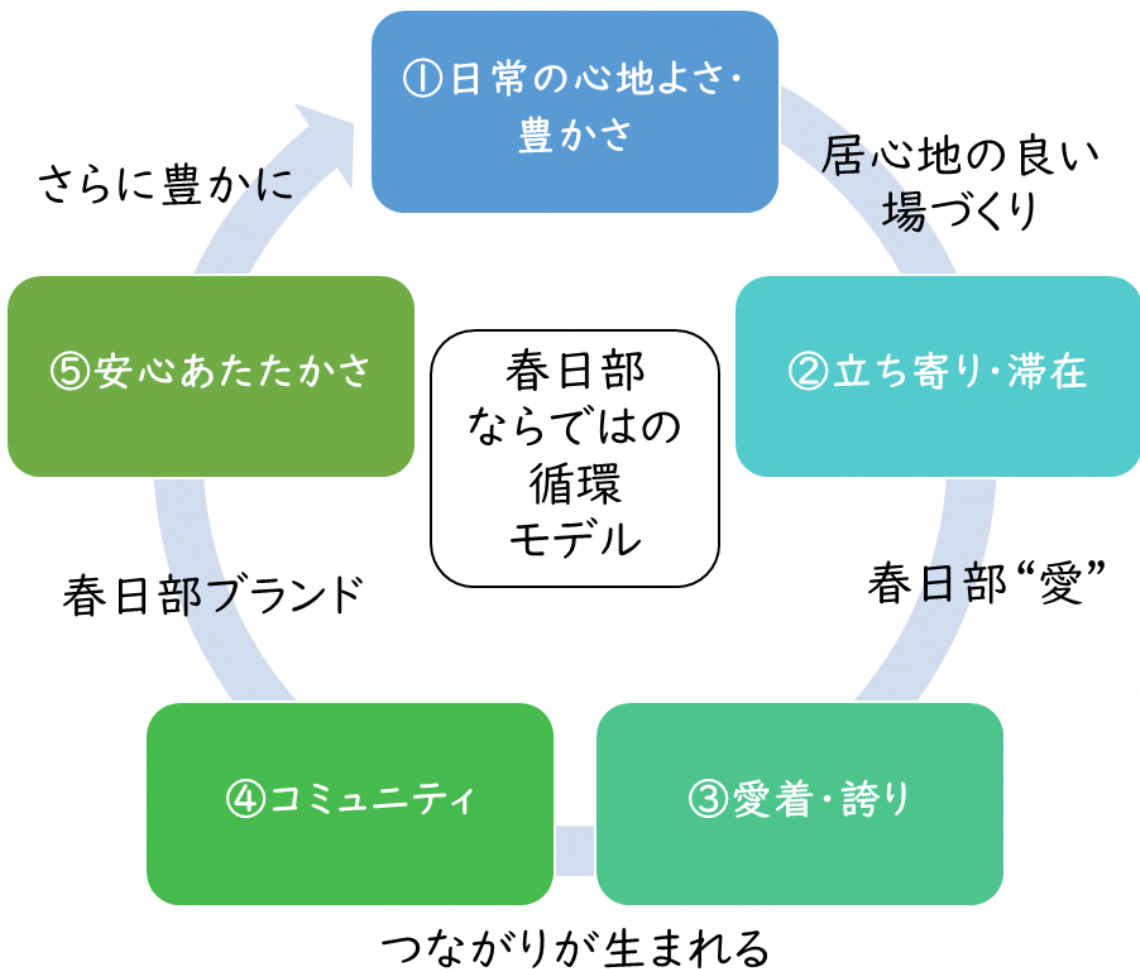 ①日常の心地よさ・
豊かさ
居心地の良い
場づくり
②立ち寄り・滞在
春日部“愛”
③愛着・誇り
つながりが生まれる
④コミュニティ
春日部ブランド
⑤安心あたたかさ
さらに豊かに
春日部
ならではの
循環
モデル